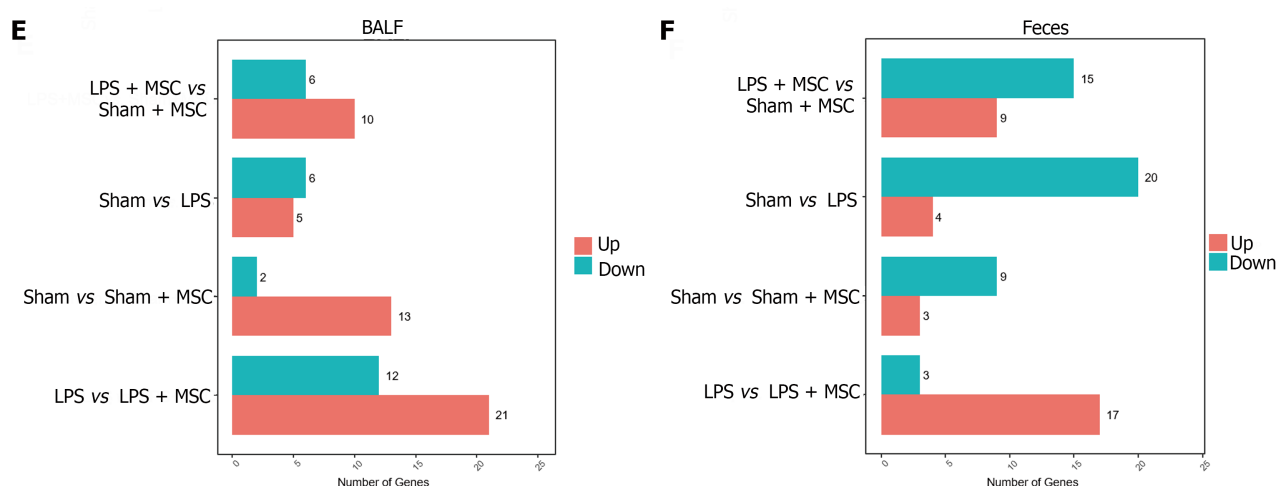 E
BALF
LPS + MSC vs
Sham + MSC
6
10
Sham vs LPS
6
5
Sham vs Sham + MSC
2
13
LPS vs LPS + MSC
12
21
0 5 10 15 20 25
Number of Genes
Up
Down
F
Feces
LPS + MSC vs
Sham + MSC
15
9
Sham vs LPS
20
4
Sham vs Sham + MSC
9
3
LPS vs LPS + MSC
3
17
0 5 10 15 20 25
Number of Genes
Up
Down